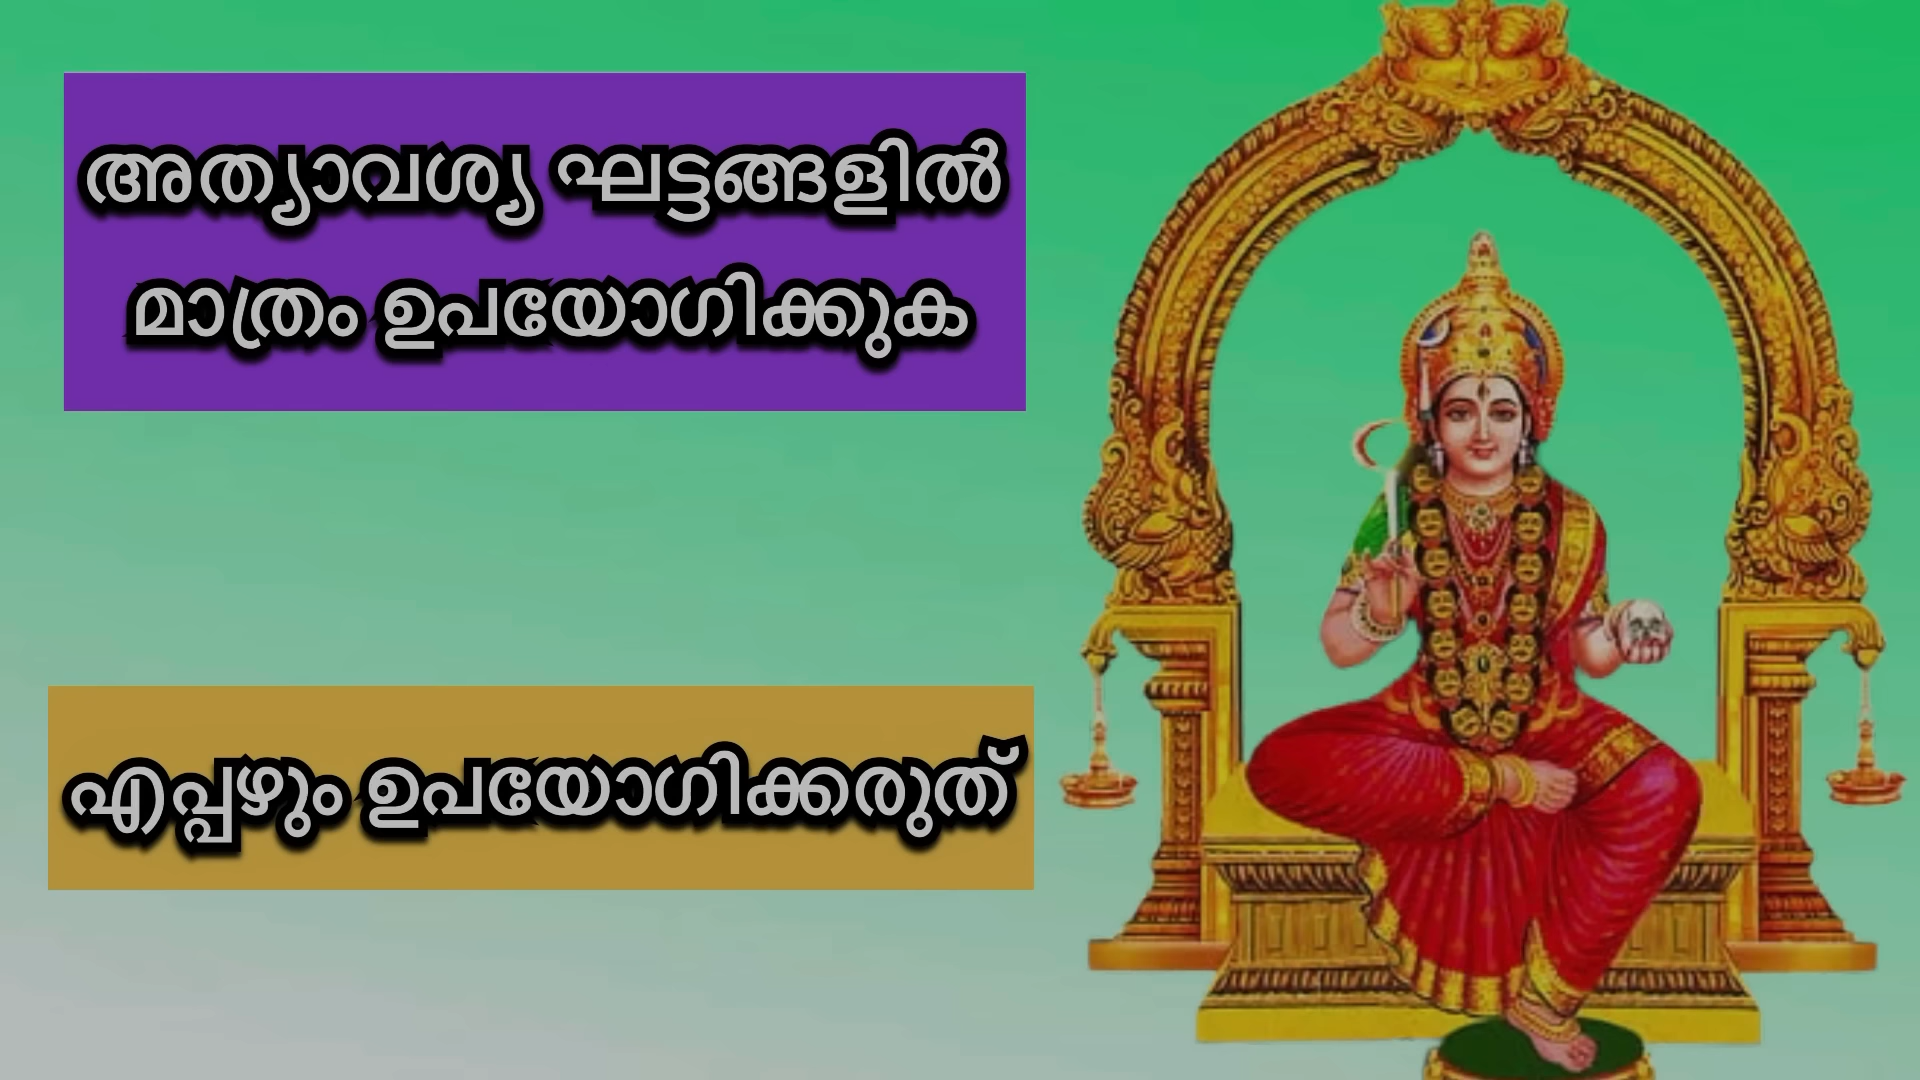 അത്യാവശ്യ ഘട്ടങ്ങളിൽ
മാത്രം ഉപയോഗിക്കുക
എപ്പഴും ഉപയോഗിക്കരുത്